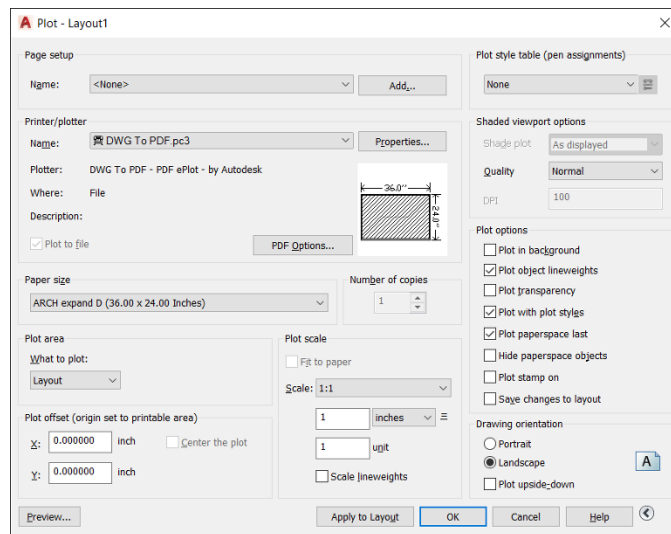 Plot - Layout1
Page setup
Name: <None> Add...
Printer/plotter
Name: DWG To PDF.pc3 Properties...
Plotter: DWG To PDF - PDF ePlot - by Autodesk
Where: File
Description:
Plot to file
PDF Options...
36.0''
24.0''
Paper size
ARCH expand D (36.00 x 24.00 Inches)
Number of copies
1
Plot area
What to plot:
Layout
Plot offset (origin set to printable area)
X: 0.000000 inch Center the plot
Y: 0.000000 inch
Plot scale
Fit to paper
Scale: 1:1
1 inches =
1 unit
Scale lineweights
Plot style table (pen assignments)
None
Shaded viewport options
Shade plot As displayed
Quality Normal
DPI 100
Plot options
Plot in background
Plot object lineweights
Plot transparency
Plot with plot styles
Plot paperspace last
Hide paperspace objects
Plot stamp on
Save changes to layout
Drawing orientation
Portrait
Landscape
Plot upside-down
A
Preview... Apply to Layout OK Cancel Help